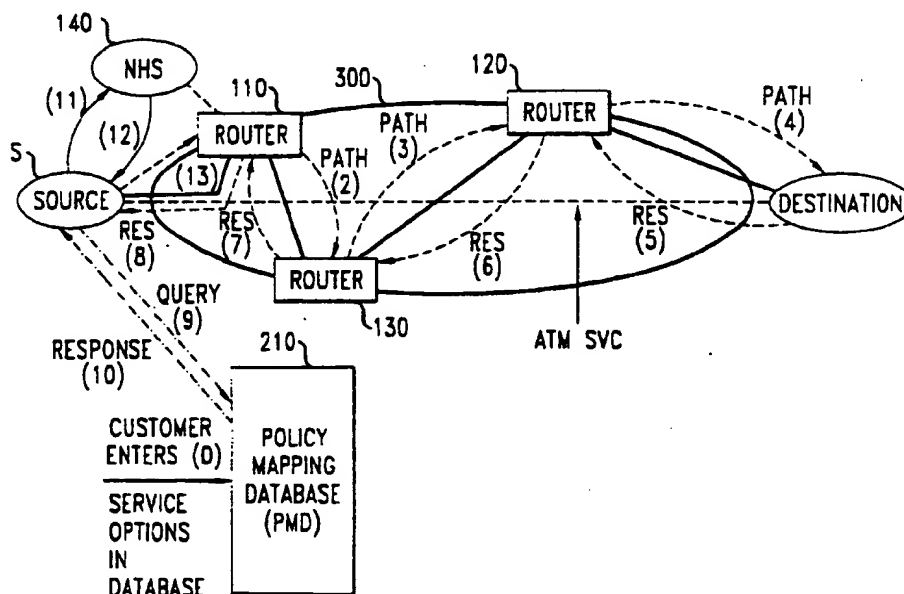 140
NHS
(11)
(12)
S
SOURCE
110
ROUTER
(13)
300
PATH
(2)
PATH
(3)
120
ROUTER
PATH
(4)
DESTINATION
RES
(5)
RES
(6)
RES
(7)
RES
(8)
ROUTER
130
ATM SVC
QUERY
(9)
RESPONSE
(10)
210
POLICY
MAPPING
DATABASE
(PMD)
CUSTOMER
ENTERS (0)
SERVICE
OPTIONS
IN
DATABASE